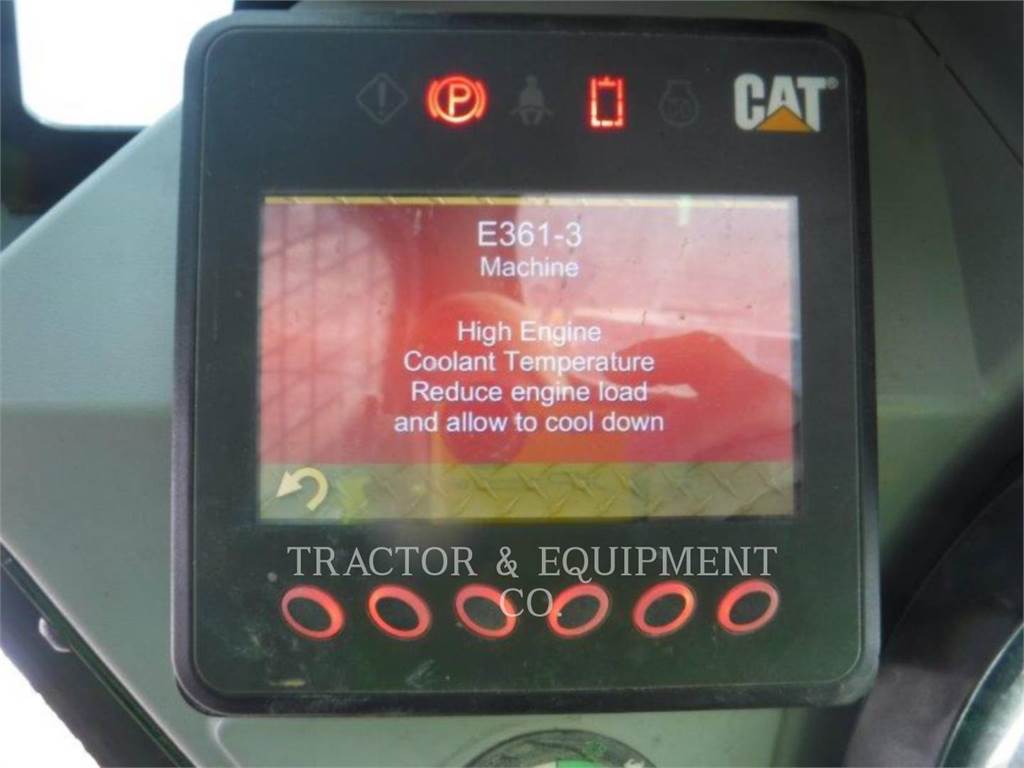 P
CAT®
E361-3
Machine
High Engine
Coolant Temperature
Reduce engine load
and allow to cool down
TRACTOR & EQUIPMENT
CO.